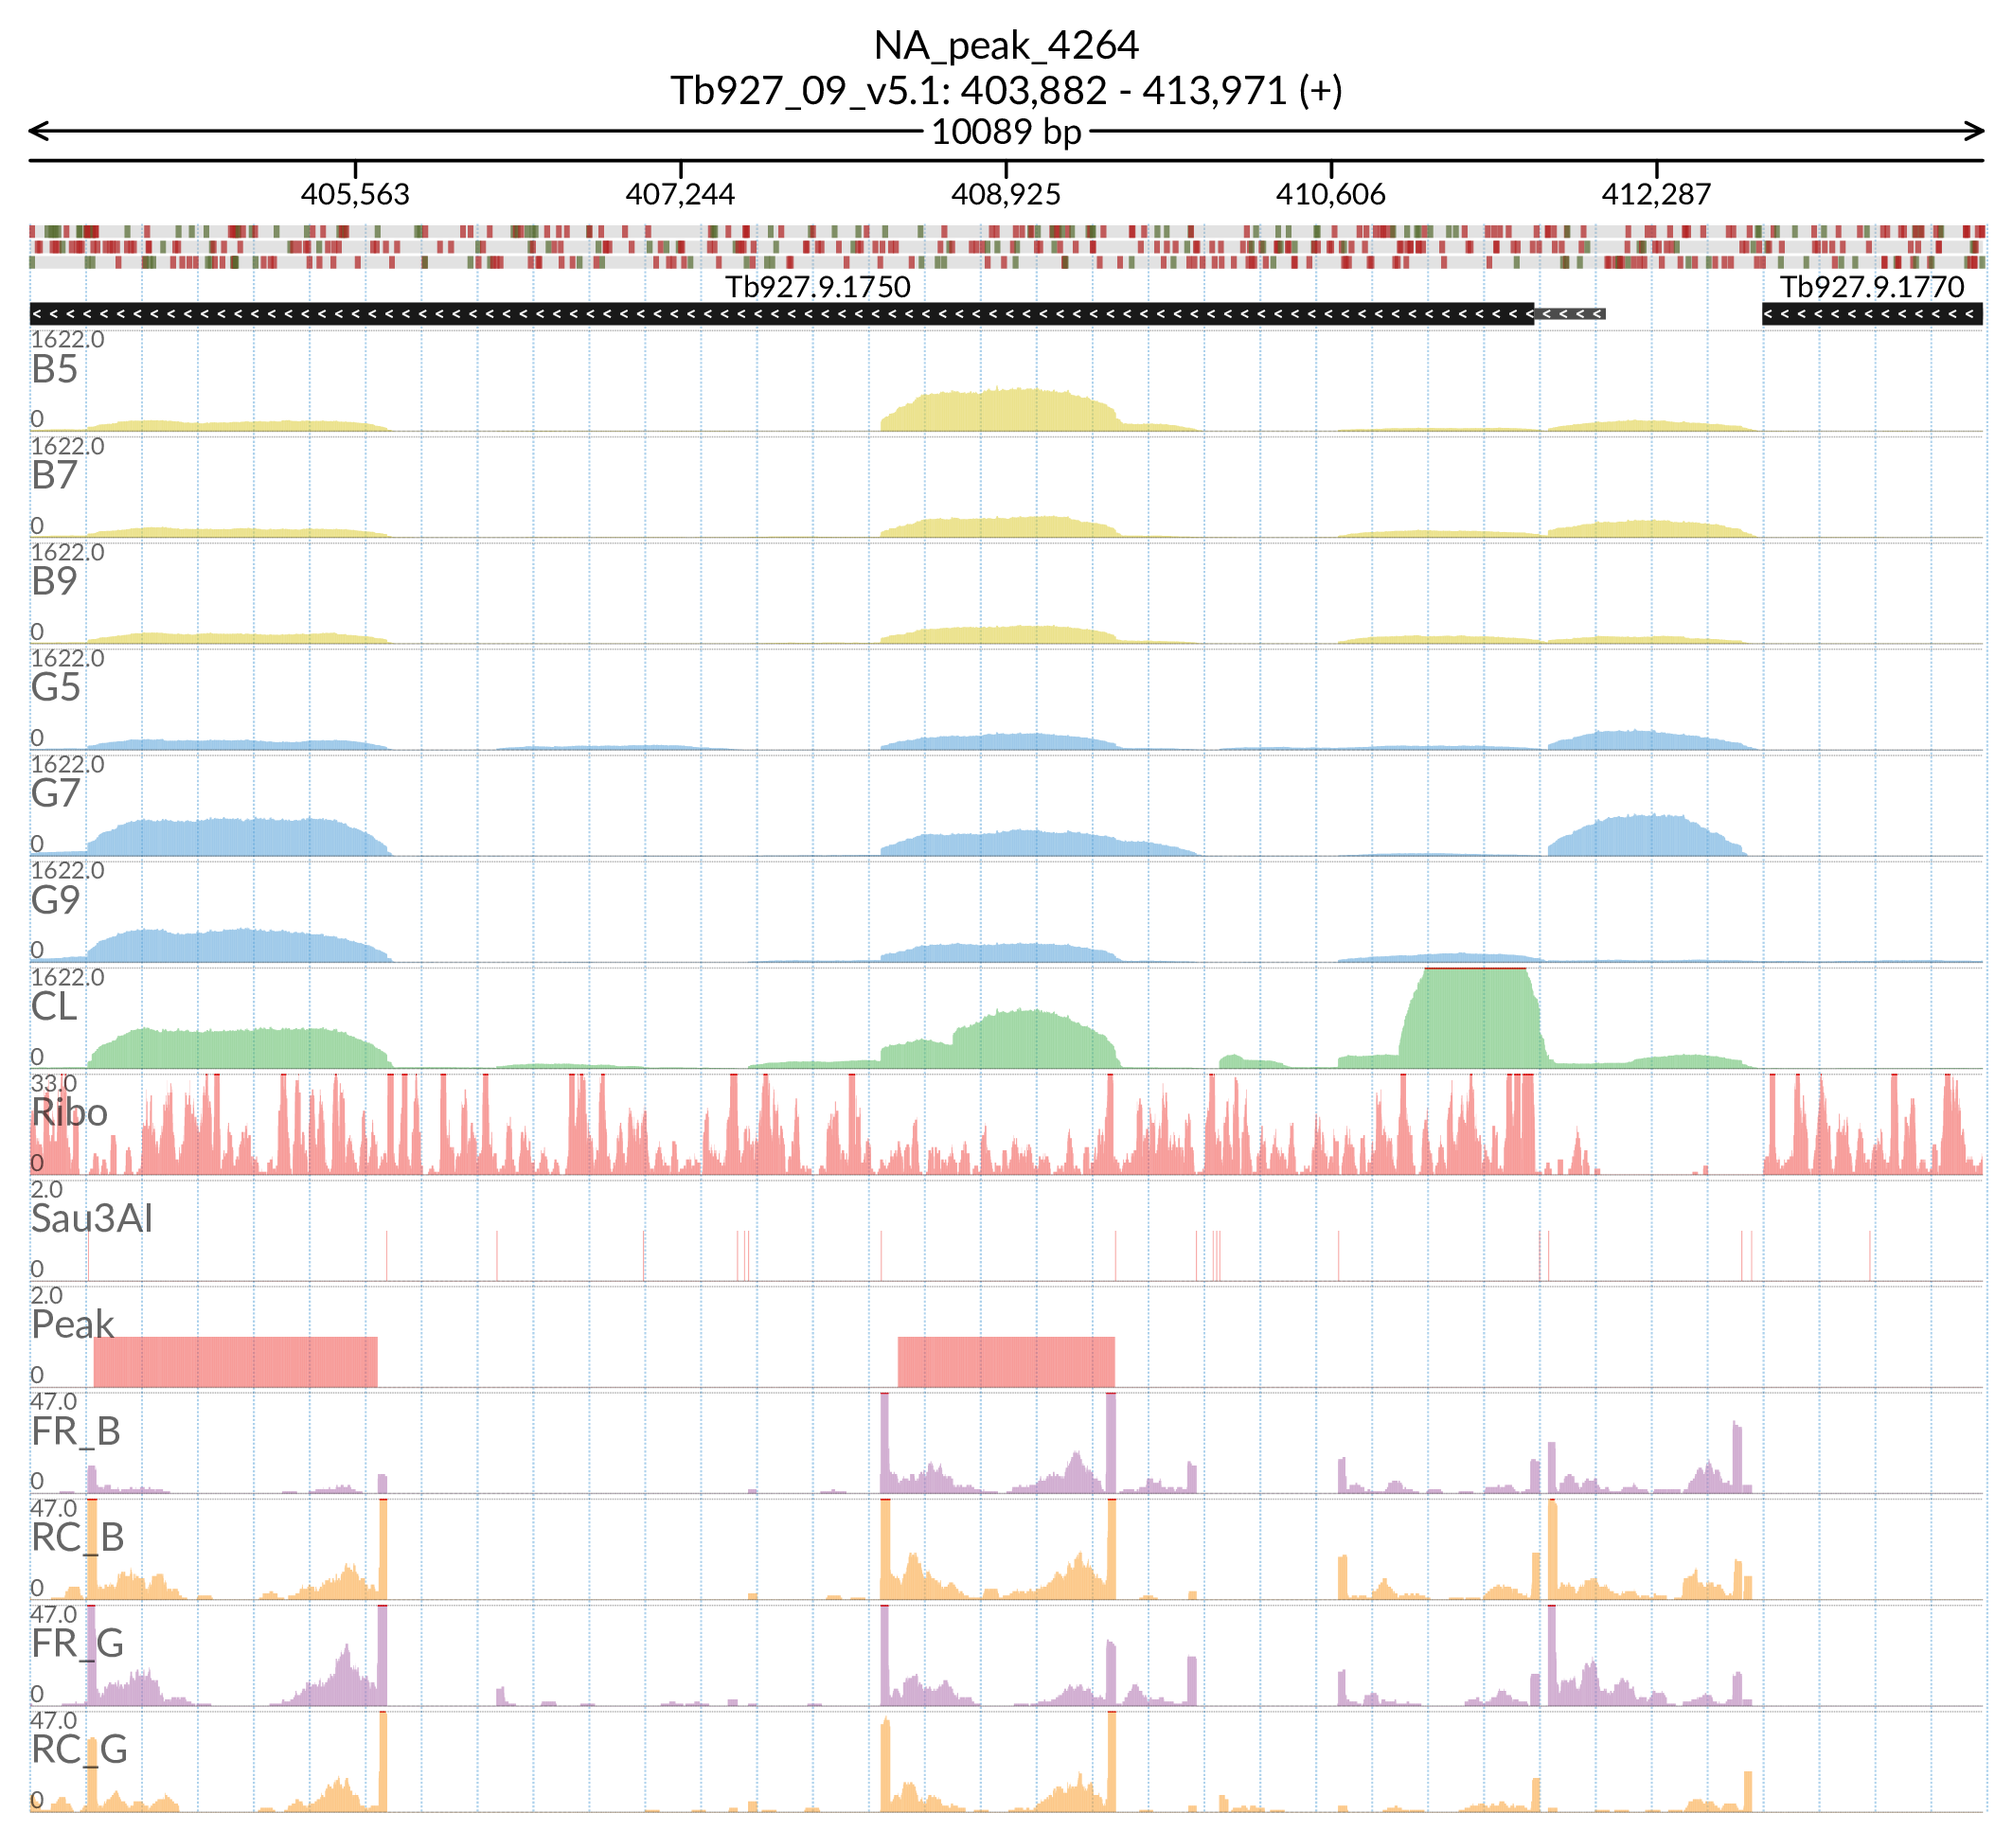 NA_peak_4264
Tb927_09_v5.1: 403,882 - 413,971 (+)
10089 bp
405,563 407,244 408,925 410,606 412,287
Tb927.9.1750 Tb927.9.1770
1622.0
B5
0
1622.0
B7
0
1622.0
B9
0
1622.0
G5
0
1622.0
G7
0
1622.0
G9
0
1622.0
CL
0
33.0
Ribo
0
2.0
Sau3AI
0
2.0
Peak
0
47.0
FR_B
0
47.0
RC_B
0
47.0
FR_G
0
47.0
RC_G
0